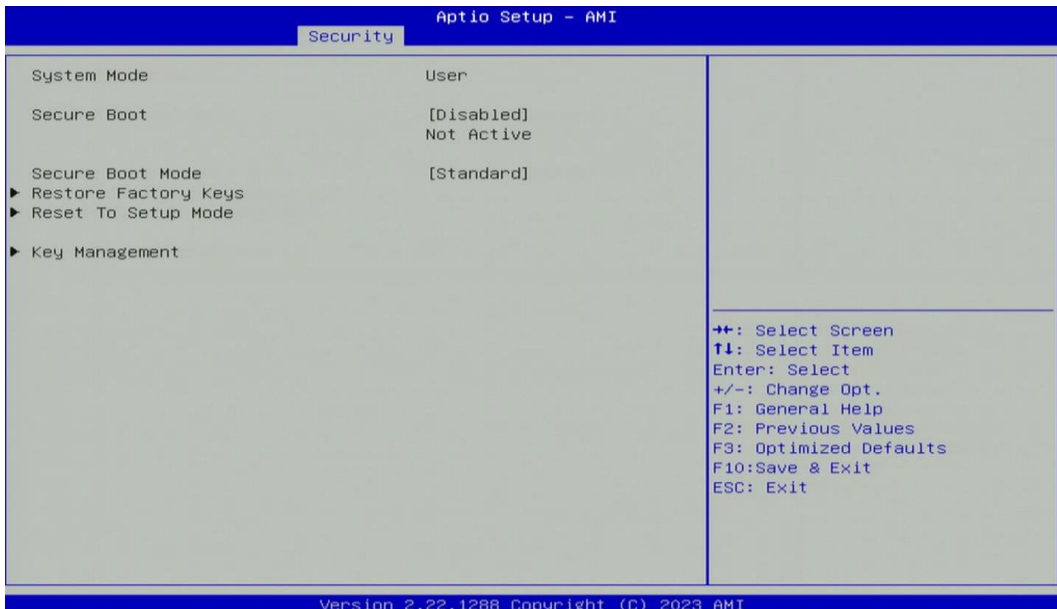 Aptio Setup - AMI
Security
System Mode User
Secure Boot [Disabled]
Not Active
Secure Boot Mode [Standard]
▶ Restore Factory Keys
▶ Reset To Setup Mode
▶ Key Management
→←: Select Screen
↑↓: Select Item
Enter: Select
+/-: Change Opt.
F1: General Help
F2: Previous Values
F3: Optimized Defaults
F10:Save & Exit
ESC: Exit
Version 2.22.1288 Copyright (C) 2023 AMI